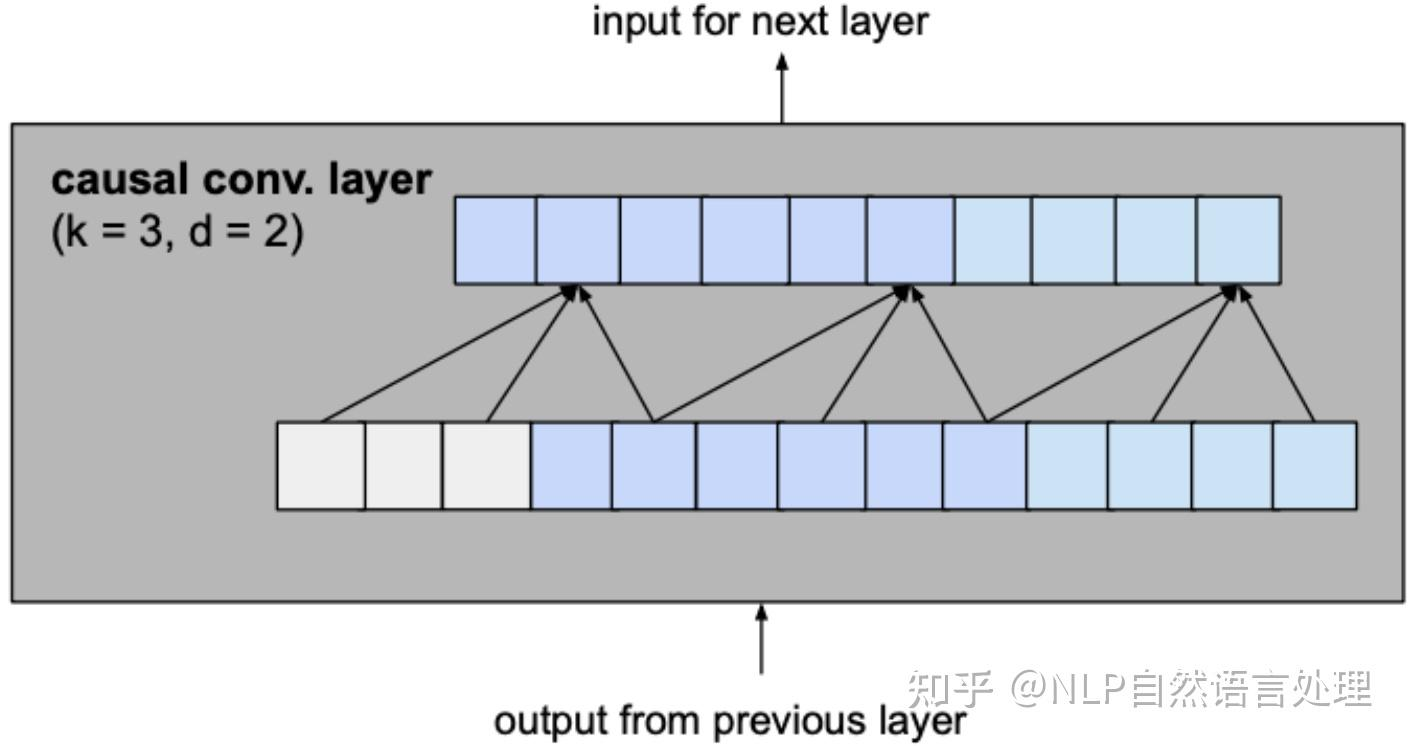 input for next layer
causal conv. layer
(k = 3, d = 2)
知乎 @NLP自然语言处理
output from previous layer